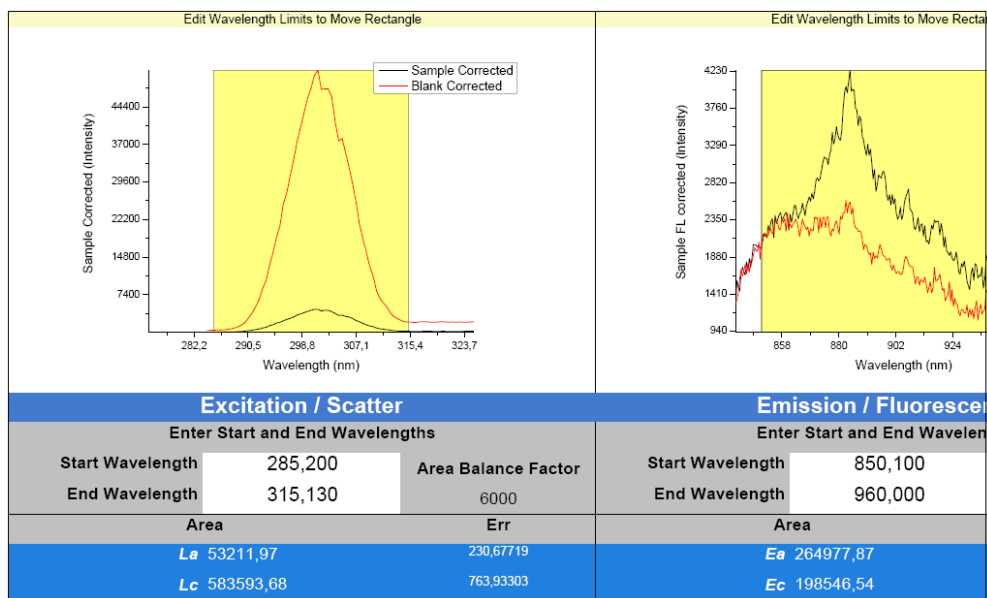 Edit Wavelength Limits to Move Rectangle
Sample Corrected
Blank Corrected
Sample Corrected (Intensity)
44400
37000
29600
22200
14800
7400
282,2 290,5 298,8 307,1 315,4 323,7
Wavelength (nm)
Excitation / Scatter
Enter Start and End Wavelengths
Start Wavelength 285,200
End Wavelength 315,130
Area Balance Factor
6000
Area Err
La 53211,97 230,67719
Lc 583593,68 763,93303
Edit Wavelength Limits to Move Recta
Sample FL corrected (Intensity)
4230
3760
3290
2820
2350
1880
1410
940
858 880 902 924
Wavelength (nm)
Emission / Fluoresce
Enter Start and End Wavelen
Start Wavelength 850,100
End Wavelength 960,000
Area
Ea 264977,87
Ec 198546,54